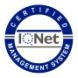 CERTIFIED
IQNet
MANAGEMENT SYSTEM